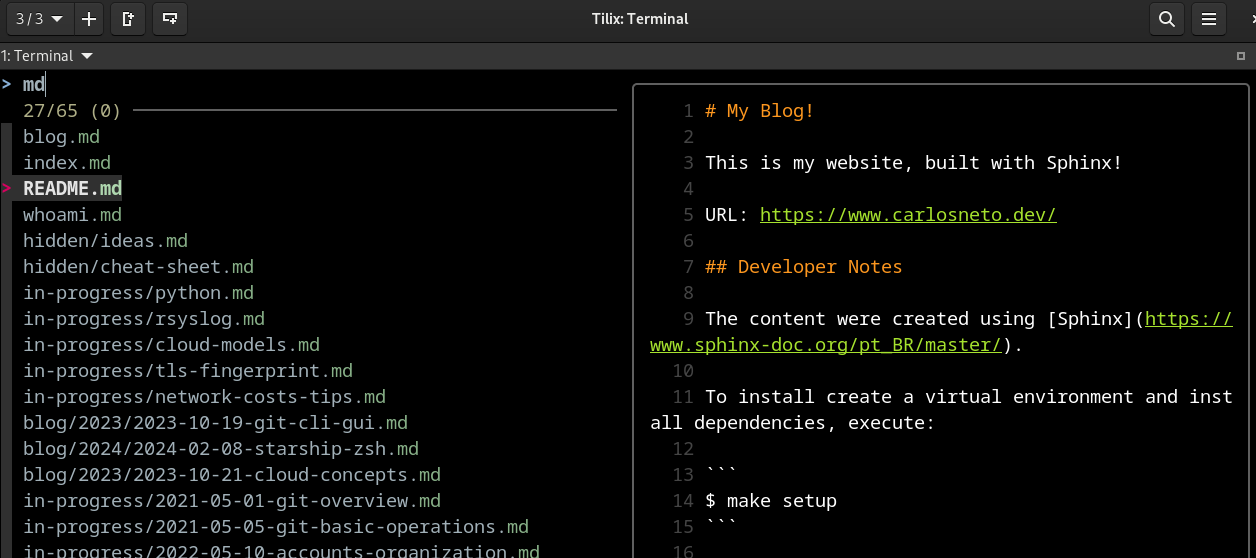 3 / 3
Tilix: Terminal
1: Terminal
> md
27/65 (0)
blog.md
index.md
> README.md
whoami.md
hidden/ideas.md
hidden/cheat-sheet.md
in-progress/python.md
in-progress/rsyslog.md
in-progress/cloud-models.md
in-progress/tls-fingerprint.md
in-progress/network-costs-tips.md
blog/2023/2023-10-19-git-cli-gui.md
blog/2024/2024-02-08-starship-zsh.md
blog/2023/2023-10-21-cloud-concepts.md
in-progress/2021-05-01-git-overview.md
in-progress/2021-05-05-git-basic-operations.md
in-progress/2022-05-10-accounts-organization.md
1 # My Blog!
2
3 This is my website, built with Sphinx!
4
5 URL: https://www.carlosneto.dev/
6
7 ## Developer Notes
8
9 The content were created using [Sphinx](https://
www.sphinx-doc.org/pt_BR/master/).
10
11 To install create a virtual environment and inst
all dependencies, execute:
12
13 ```
14 $ make setup
15 ```
16